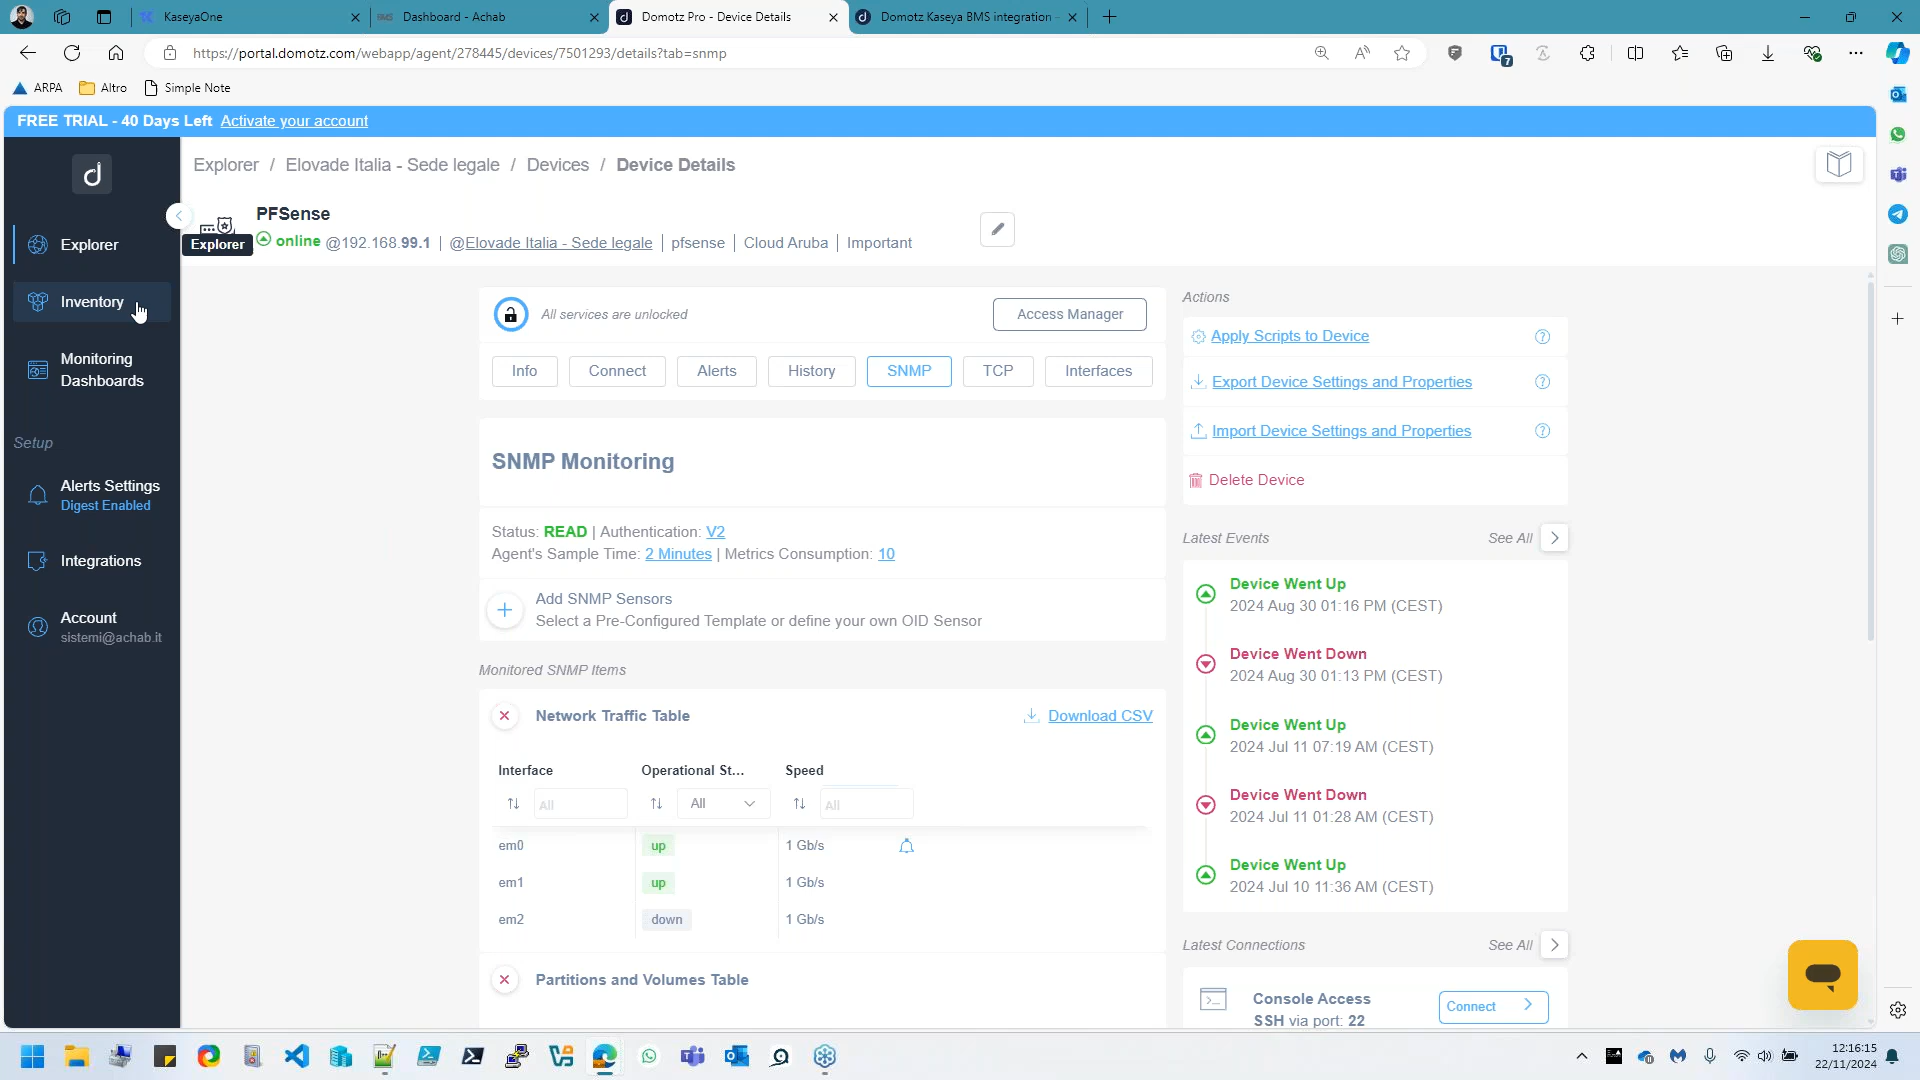 KaseyaOne
BMS
Dashboard - Achab
Domotz Pro - Device Details
Domotz Kaseya BMS integration
https://portal.domotz.com/webapp/agent/278445/devices/7501293/details?tab=snmp
7
ARPA
Altro
Simple Note
FREE TRIAL - 40 Days Left Activate your account
Explorer / Elovade Italia - Sede legale / Devices / Device Details
PFSense
online @192.168.99.1 | @Elovade Italia - Sede legale | pfsense | Cloud Aruba | Important
Explorer
Explorer
Inventory
Monitoring
Dashboards
Setup
Alerts Settings
Digest Enabled
Integrations
Account
sistemi@achab.it
All services are unlocked
Access Manager
Info
Connect
Alerts
History
SNMP
TCP
Interfaces
SNMP Monitoring
Status: READ | Authentication: V2
Agent's Sample Time: 2 Minutes | Metrics Consumption: 10
Add SNMP Sensors
Select a Pre-Configured Template or define your own OID Sensor
Monitored SNMP Items
Network Traffic Table
Download CSV
Interface
Operational St...
Speed
All
All
All
em0 up 1 Gb/s
em1 up 1 Gb/s
em2 down 1 Gb/s
Partitions and Volumes Table
Actions
Apply Scripts to Device
Export Device Settings and Properties
Import Device Settings and Properties
Delete Device
Latest Events
See All
Device Went Up
2024 Aug 30 01:16 PM (CEST)
Device Went Down
2024 Aug 30 01:13 PM (CEST)
Device Went Up
2024 Jul 11 07:19 AM (CEST)
Device Went Down
2024 Jul 11 01:28 AM (CEST)
Device Went Up
2024 Jul 10 11:36 AM (CEST)
Latest Connections
See All
Console Access
SSH via port: 22
Connect
12:16:15
22/11/2024